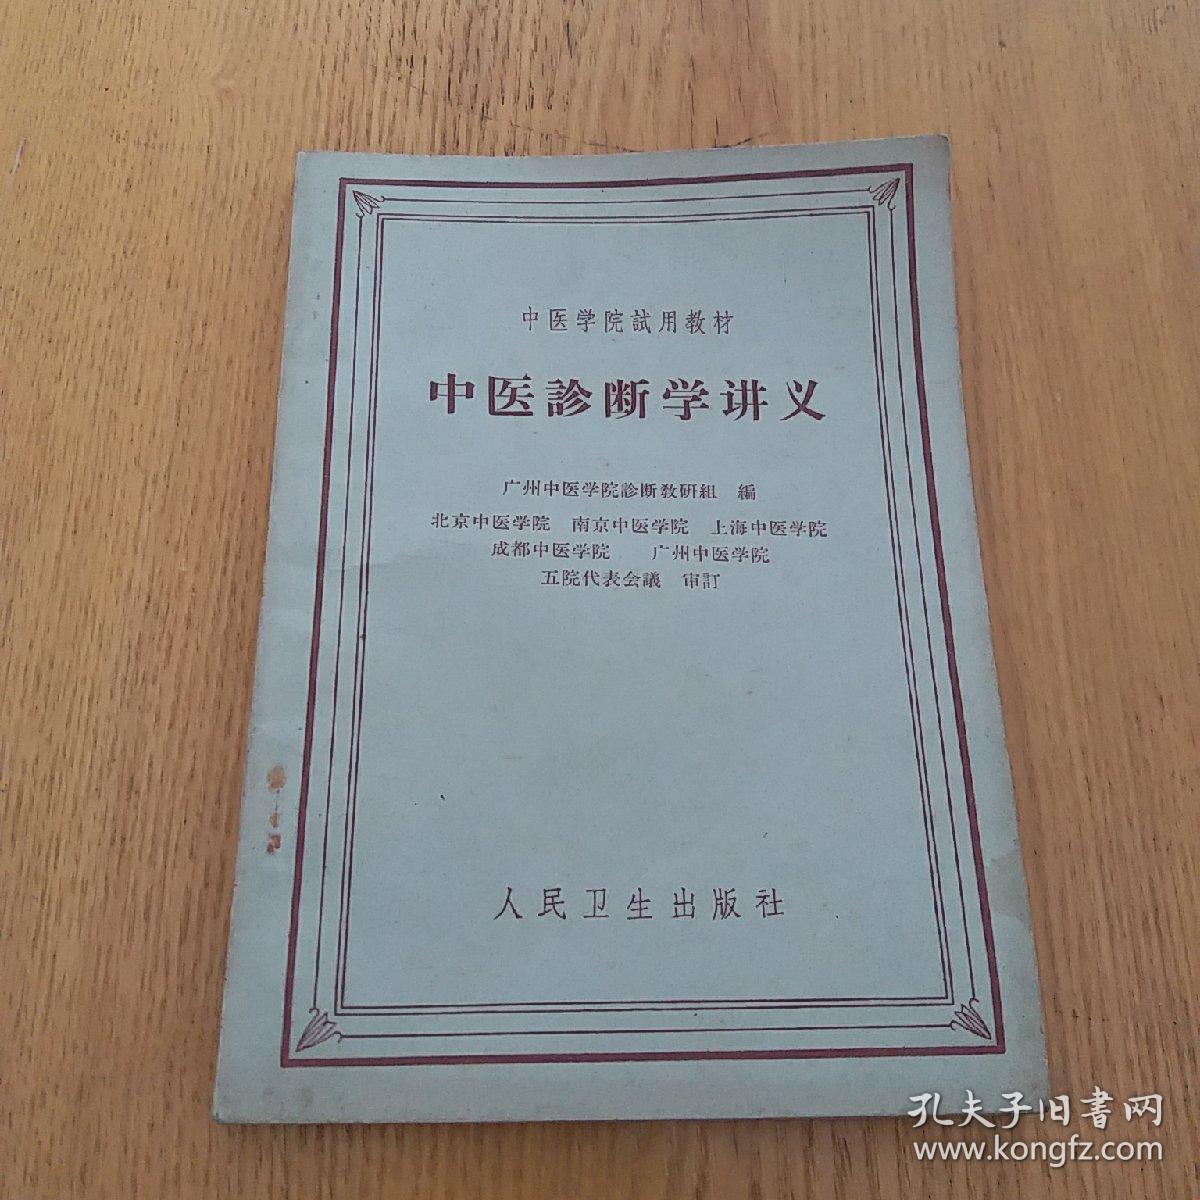 中医学院試用教材
中医診断学讲义
广州中医学院診断教研組 編
北京中医学院 南京中医学院 上海中医学院
成都中医学院 广州中医学院
五院代表会議 审訂
人民卫生出版社
孔夫子旧書网
www.kongfz.com